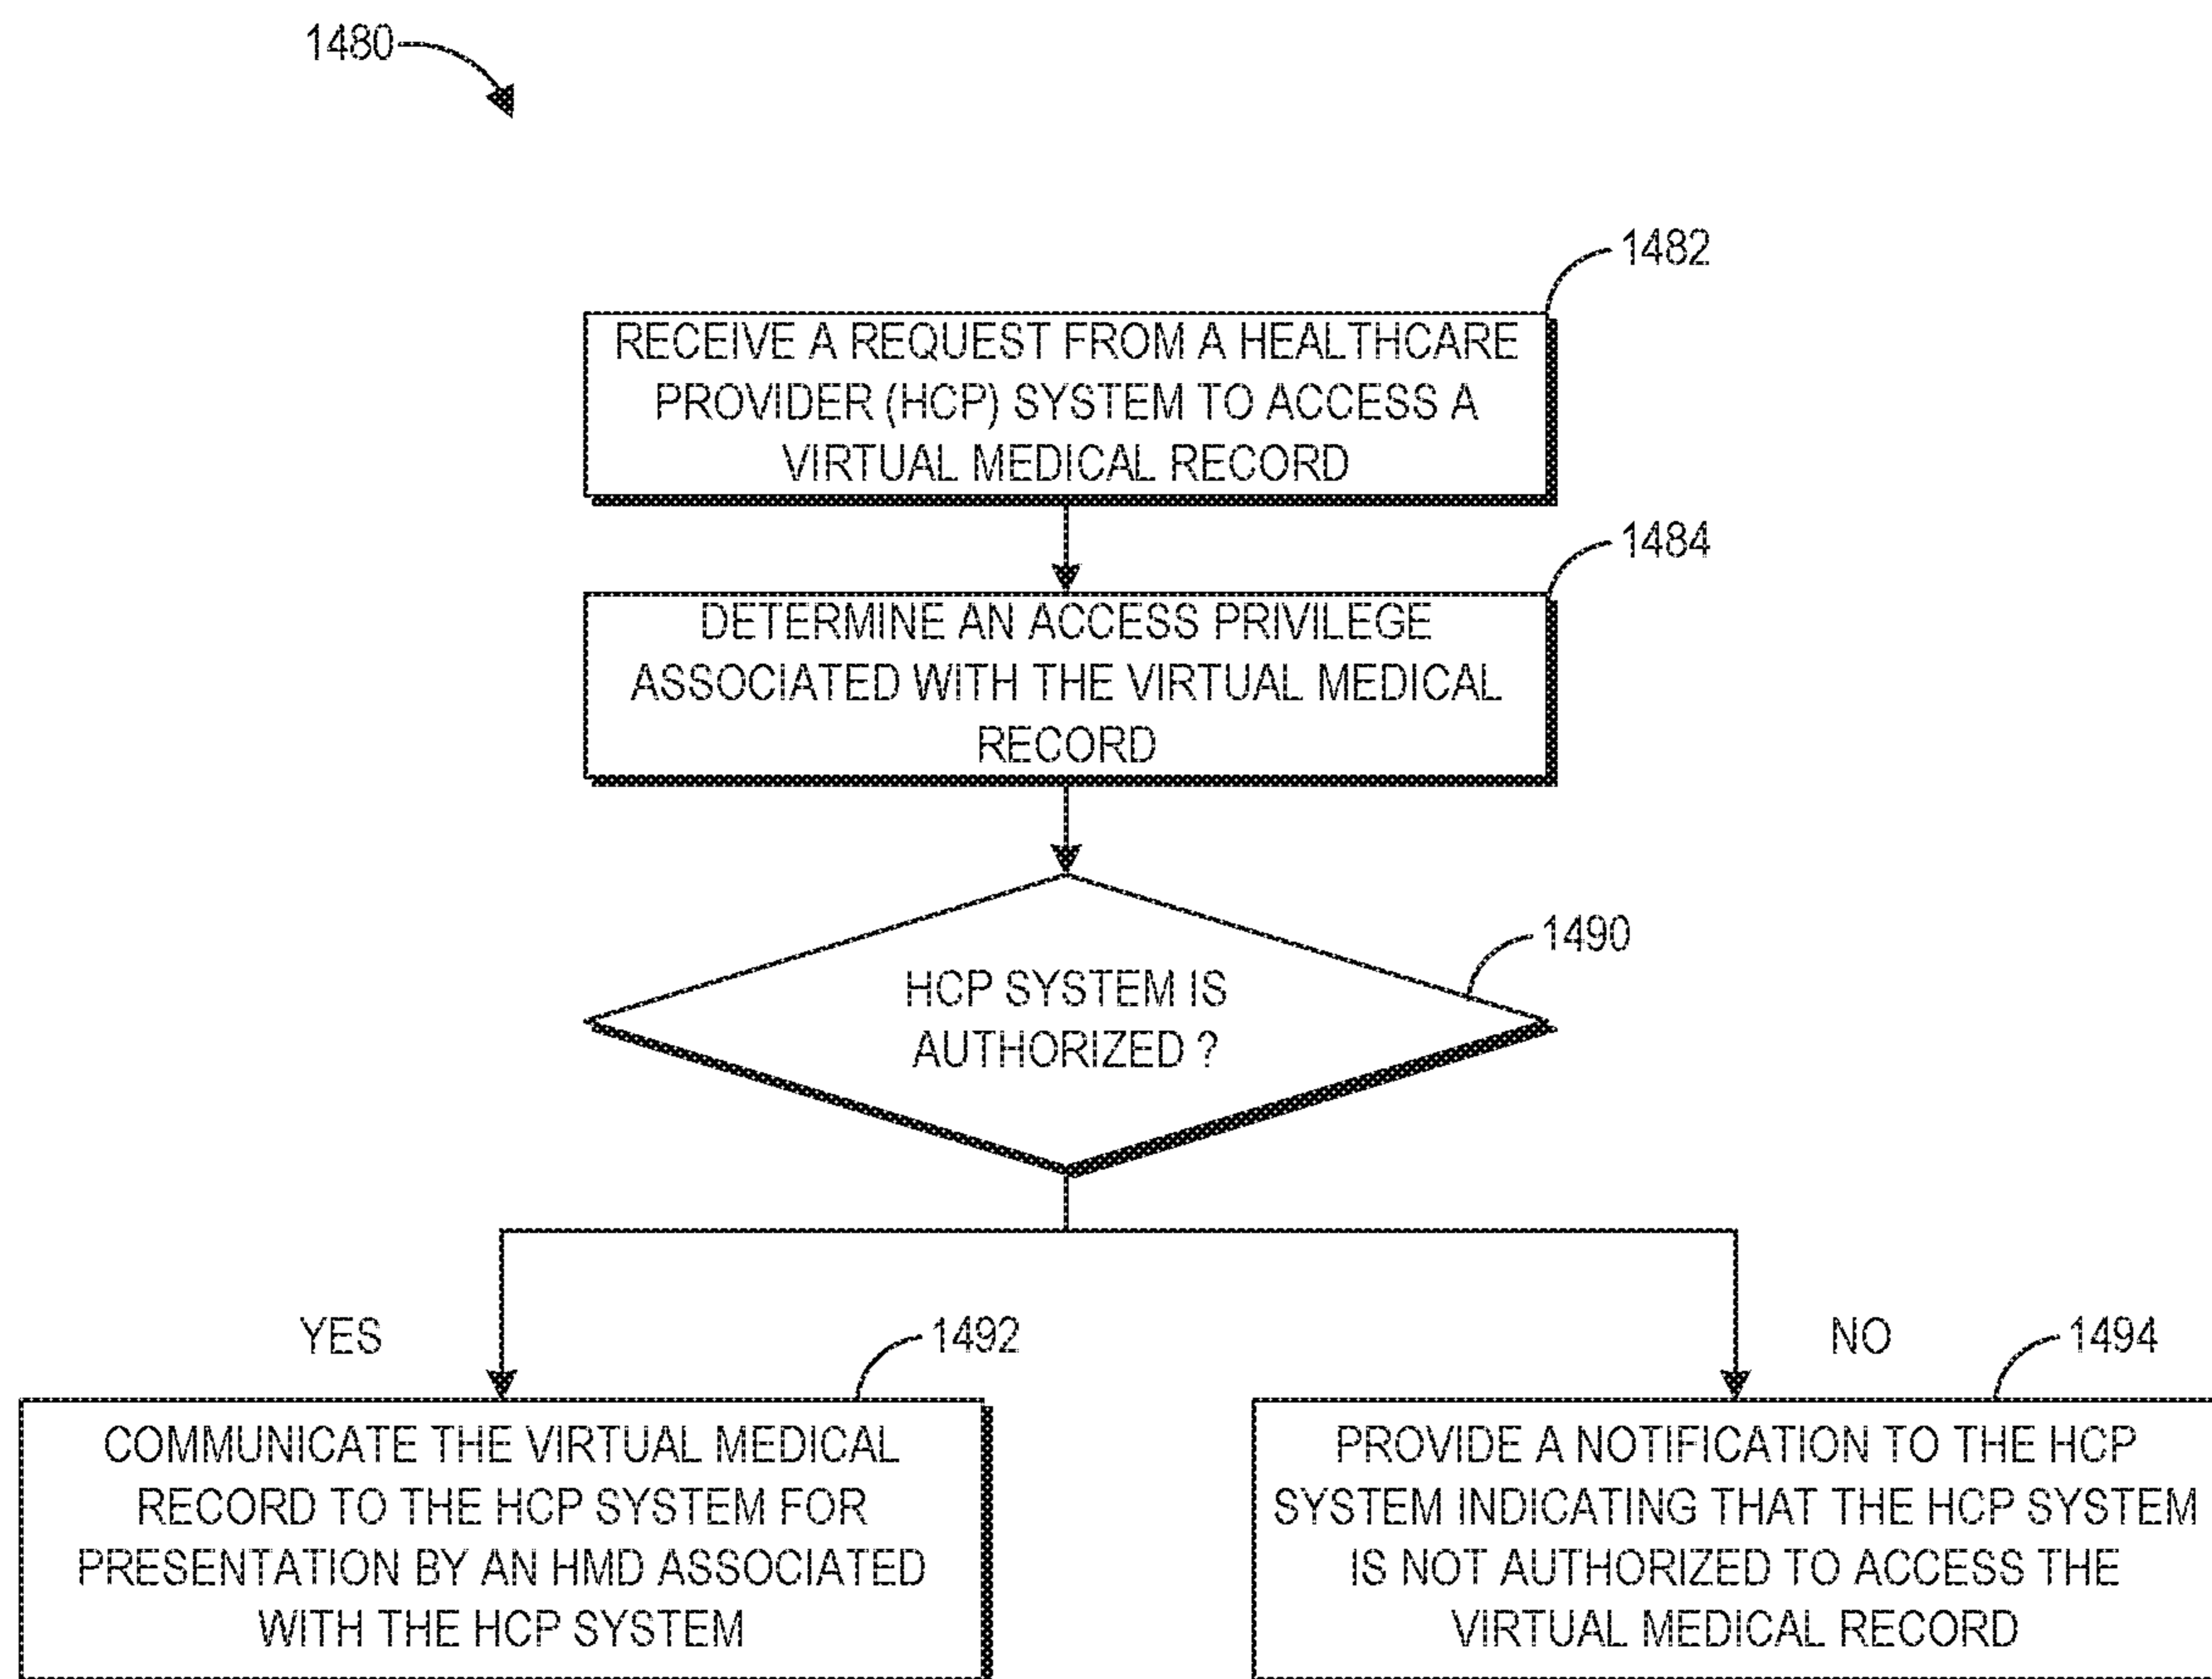 1480
1482
RECEIVE A REQUEST FROM A HEALTHCARE
PROVIDER (HCP) SYSTEM TO ACCESS A
VIRTUAL MEDICAL RECORD
1484
DETERMINE AN ACCESS PRIVILEGE
ASSOCIATED WITH THE VIRTUAL MEDICAL
RECORD
1490
HCP SYSTEM IS
AUTHORIZED ?
YES
1492
COMMUNICATE THE VIRTUAL MEDICAL
RECORD TO THE HCP SYSTEM FOR
PRESENTATION BY AN HMD ASSOCIATED
WITH THE HCP SYSTEM
NO
1494
PROVIDE A NOTIFICATION TO THE HCP
SYSTEM INDICATING THAT THE HCP SYSTEM
IS NOT AUTHORIZED TO ACCESS THE
VIRTUAL MEDICAL RECORD